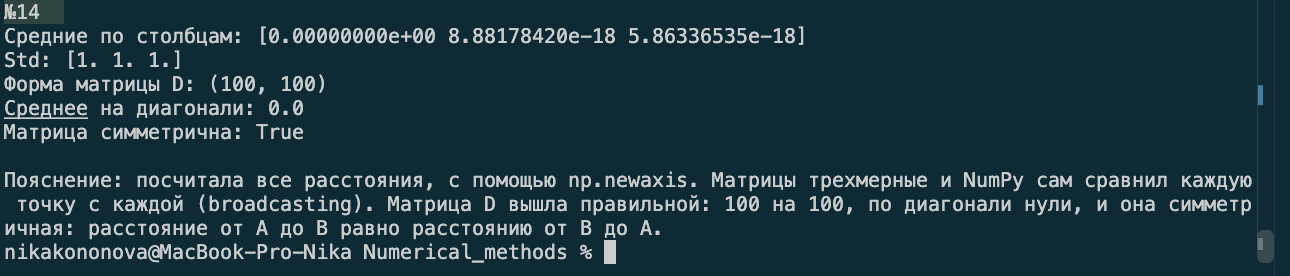 №14
Средние по столбцам: [0.00000000e+00 8.88178420e-18 5.86336535e-18]
Std: [1. 1. 1.]
Форма матрицы D: (100, 100)
Среднее на диагонали: 0.0
Матрица симметрична: True
Пояснение: посчитала все расстояния, с помощью np.newaxis. Матрицы трехмерные и NumPy сам сравнил каждую
точку с каждой (broadcasting). Матрица D вышла правильной: 100 на 100, по диагонали нули, и она симметр
ичная: расстояние от A до B равно расстоянию от B до A.
nikakononova@MacBook-Pro-Nika Numerical_methods %